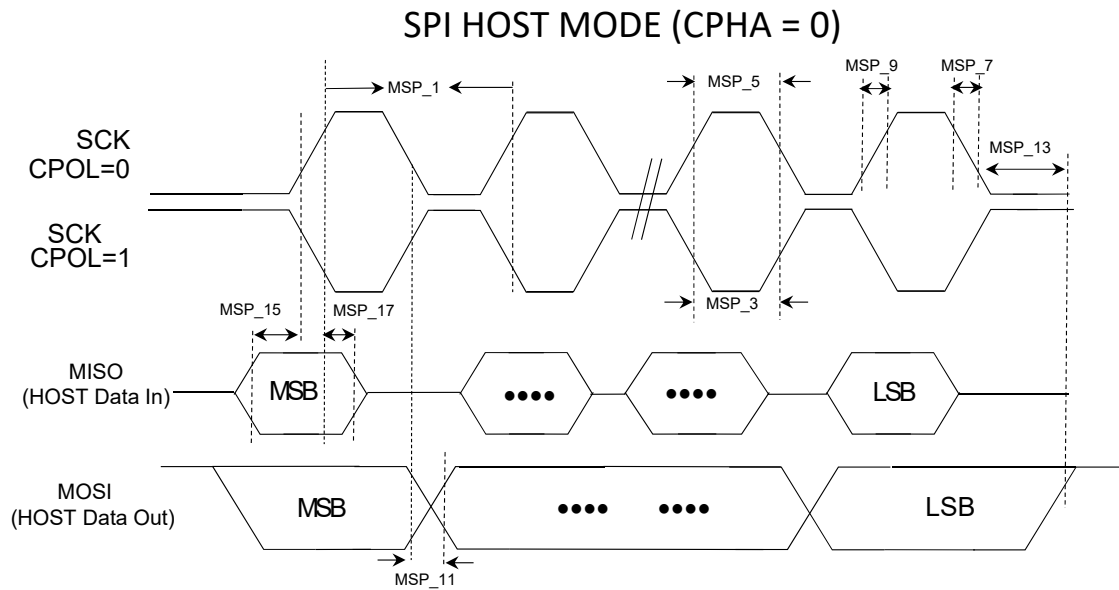 SPI HOST MODE (CPHA = 0)
MSP_1
MSP_5
MSP_9
MSP_7
SCK
CPOL=0
MSP_13
SCK
CPOL=1
MSP_15
MSP_17
MSP_3
MISO
(HOST Data In)
MSB
••••
••••
LSB
MOSI
(HOST Data Out)
MSB
••••
••••
LSB
MSP_11